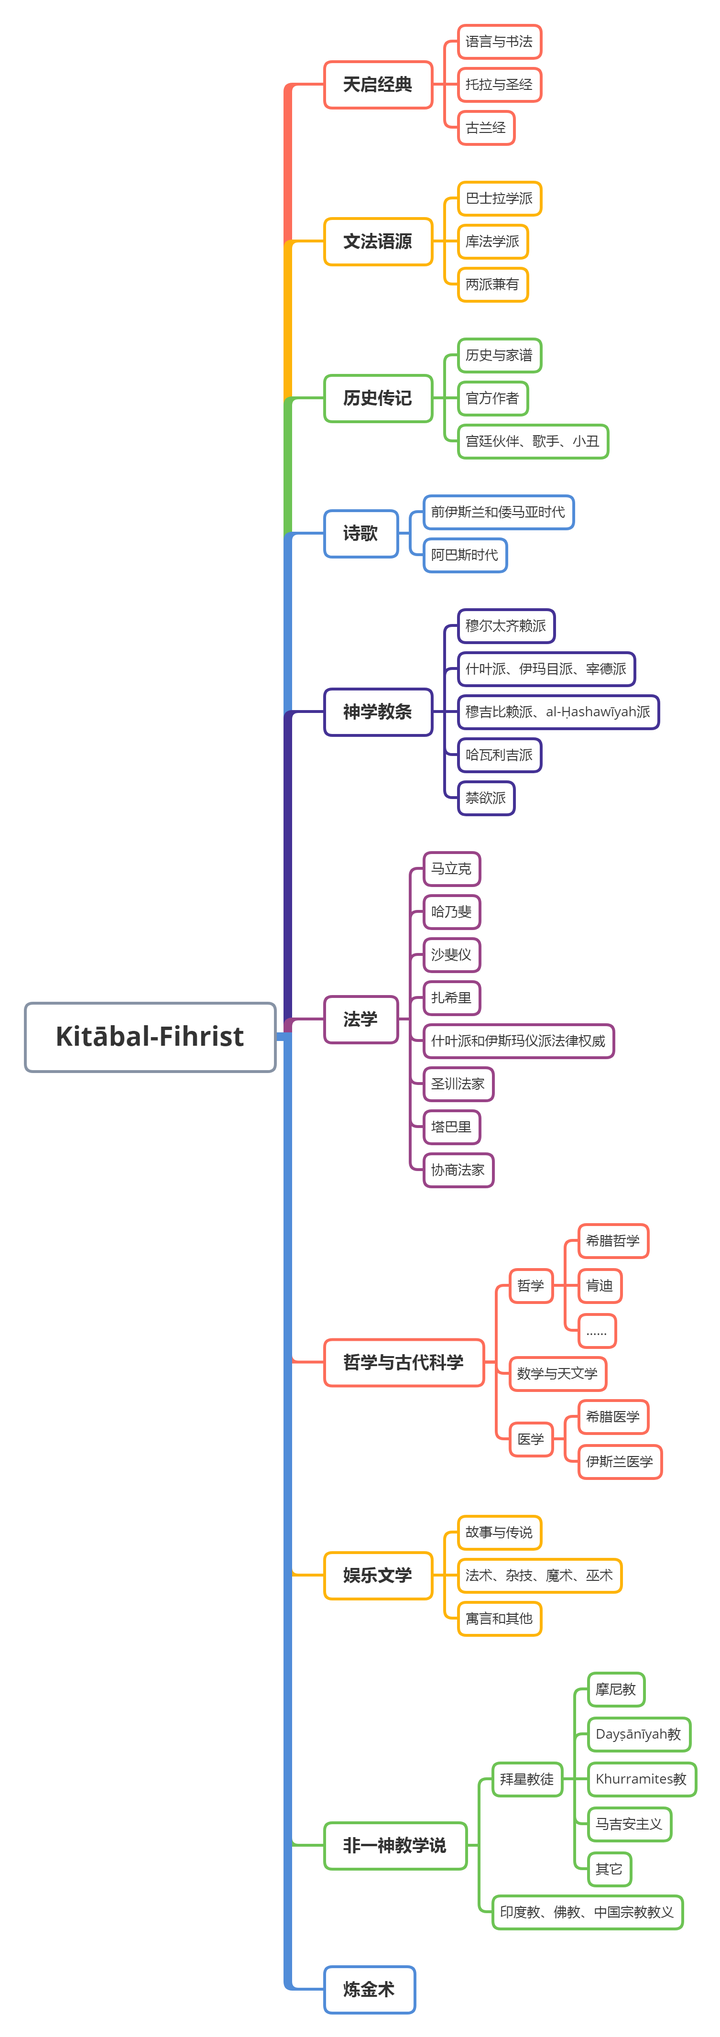 Kitābal-Fihrist
天启经典
语言与书法
托拉与圣经
古兰经
文法语源
巴士拉学派
库法学派
两派兼有
历史传记
历史与家谱
官方作者
宫廷伙伴、歌手、小丑
诗歌
前伊斯兰和倭马亚时代
阿巴斯时代
神学教条
穆尔太齐赖派
什叶派、伊玛目派、宰德派
穆吉比赖派、al-Ḥashawīyah派
哈瓦利吉派
禁欲派
法学
马立克
哈乃斐
沙斐仪
扎希里
什叶派和伊斯玛仪派法律权威
圣训法家
塔巴里
协商法家
哲学与古代科学
哲学
希腊哲学
肯迪
……
数学与天文学
医学
希腊医学
伊斯兰医学
娱乐文学
故事与传说
法术、杂技、魔术、巫术
寓言和其他
非一神教学说
拜星教徒
摩尼教
Dayṣānīyah教
Khurramites教
马吉安主义
其它
印度教、佛教、中国宗教教义
炼金术